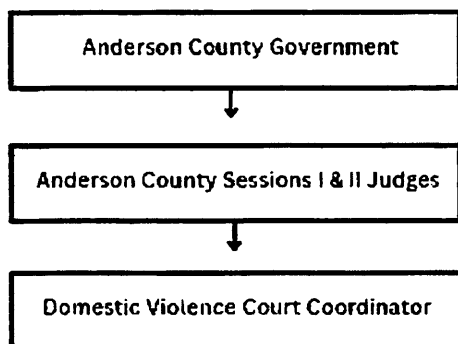 Anderson County Government
Anderson County Sessions I & II Judges
Domestic Violence Court Coordinator